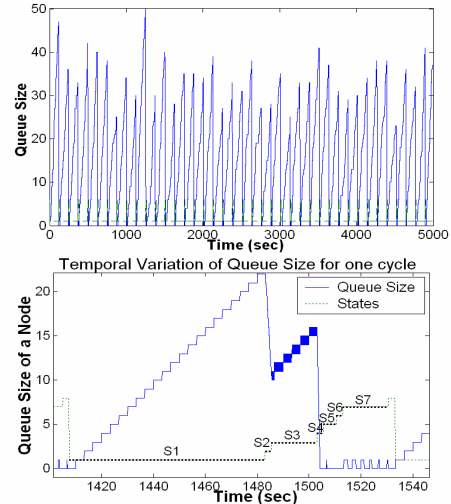 50
40
30
20
10
0
Queue Size
0 1000 2000 3000 4000 5000
Time (sec)
Temporal Variation of Queue Size for one cycle
Queue Size
States
20
15
10
5
0
Queue Size of a Node
S1
S2
S3
S4
S5
S6
S7
1420 1440 1460 1480 1500 1520 1540
Time (sec)